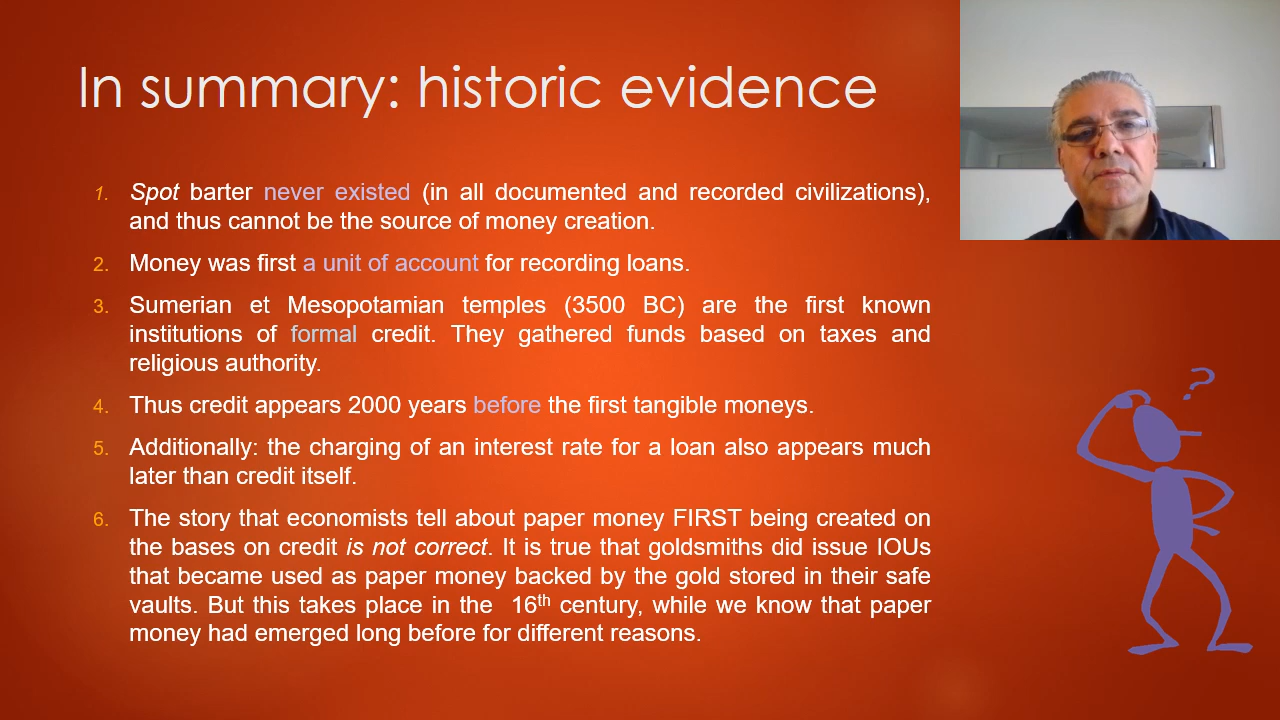 In summary: historic evidence
1. Spot barter never existed (in all documented and recorded civilizations),
and thus cannot be the source of money creation.
2. Money was first a unit of account for recording loans.
3. Sumerian et Mesopotamian temples (3500 BC) are the first known
institutions of formal credit. They gathered funds based on taxes and
religious authority.
4. Thus credit appears 2000 years before the first tangible moneys.
5. Additionally: the charging of an interest rate for a loan also appears much
later than credit itself.
6. The story that economists tell about paper money FIRST being created on
the bases on credit is not correct. It is true that goldsmiths did issue IOUs
that became used as paper money backed by the gold stored in their safe
vaults. But this takes place in the 16th century, while we know that paper
money had emerged long before for different reasons.
?